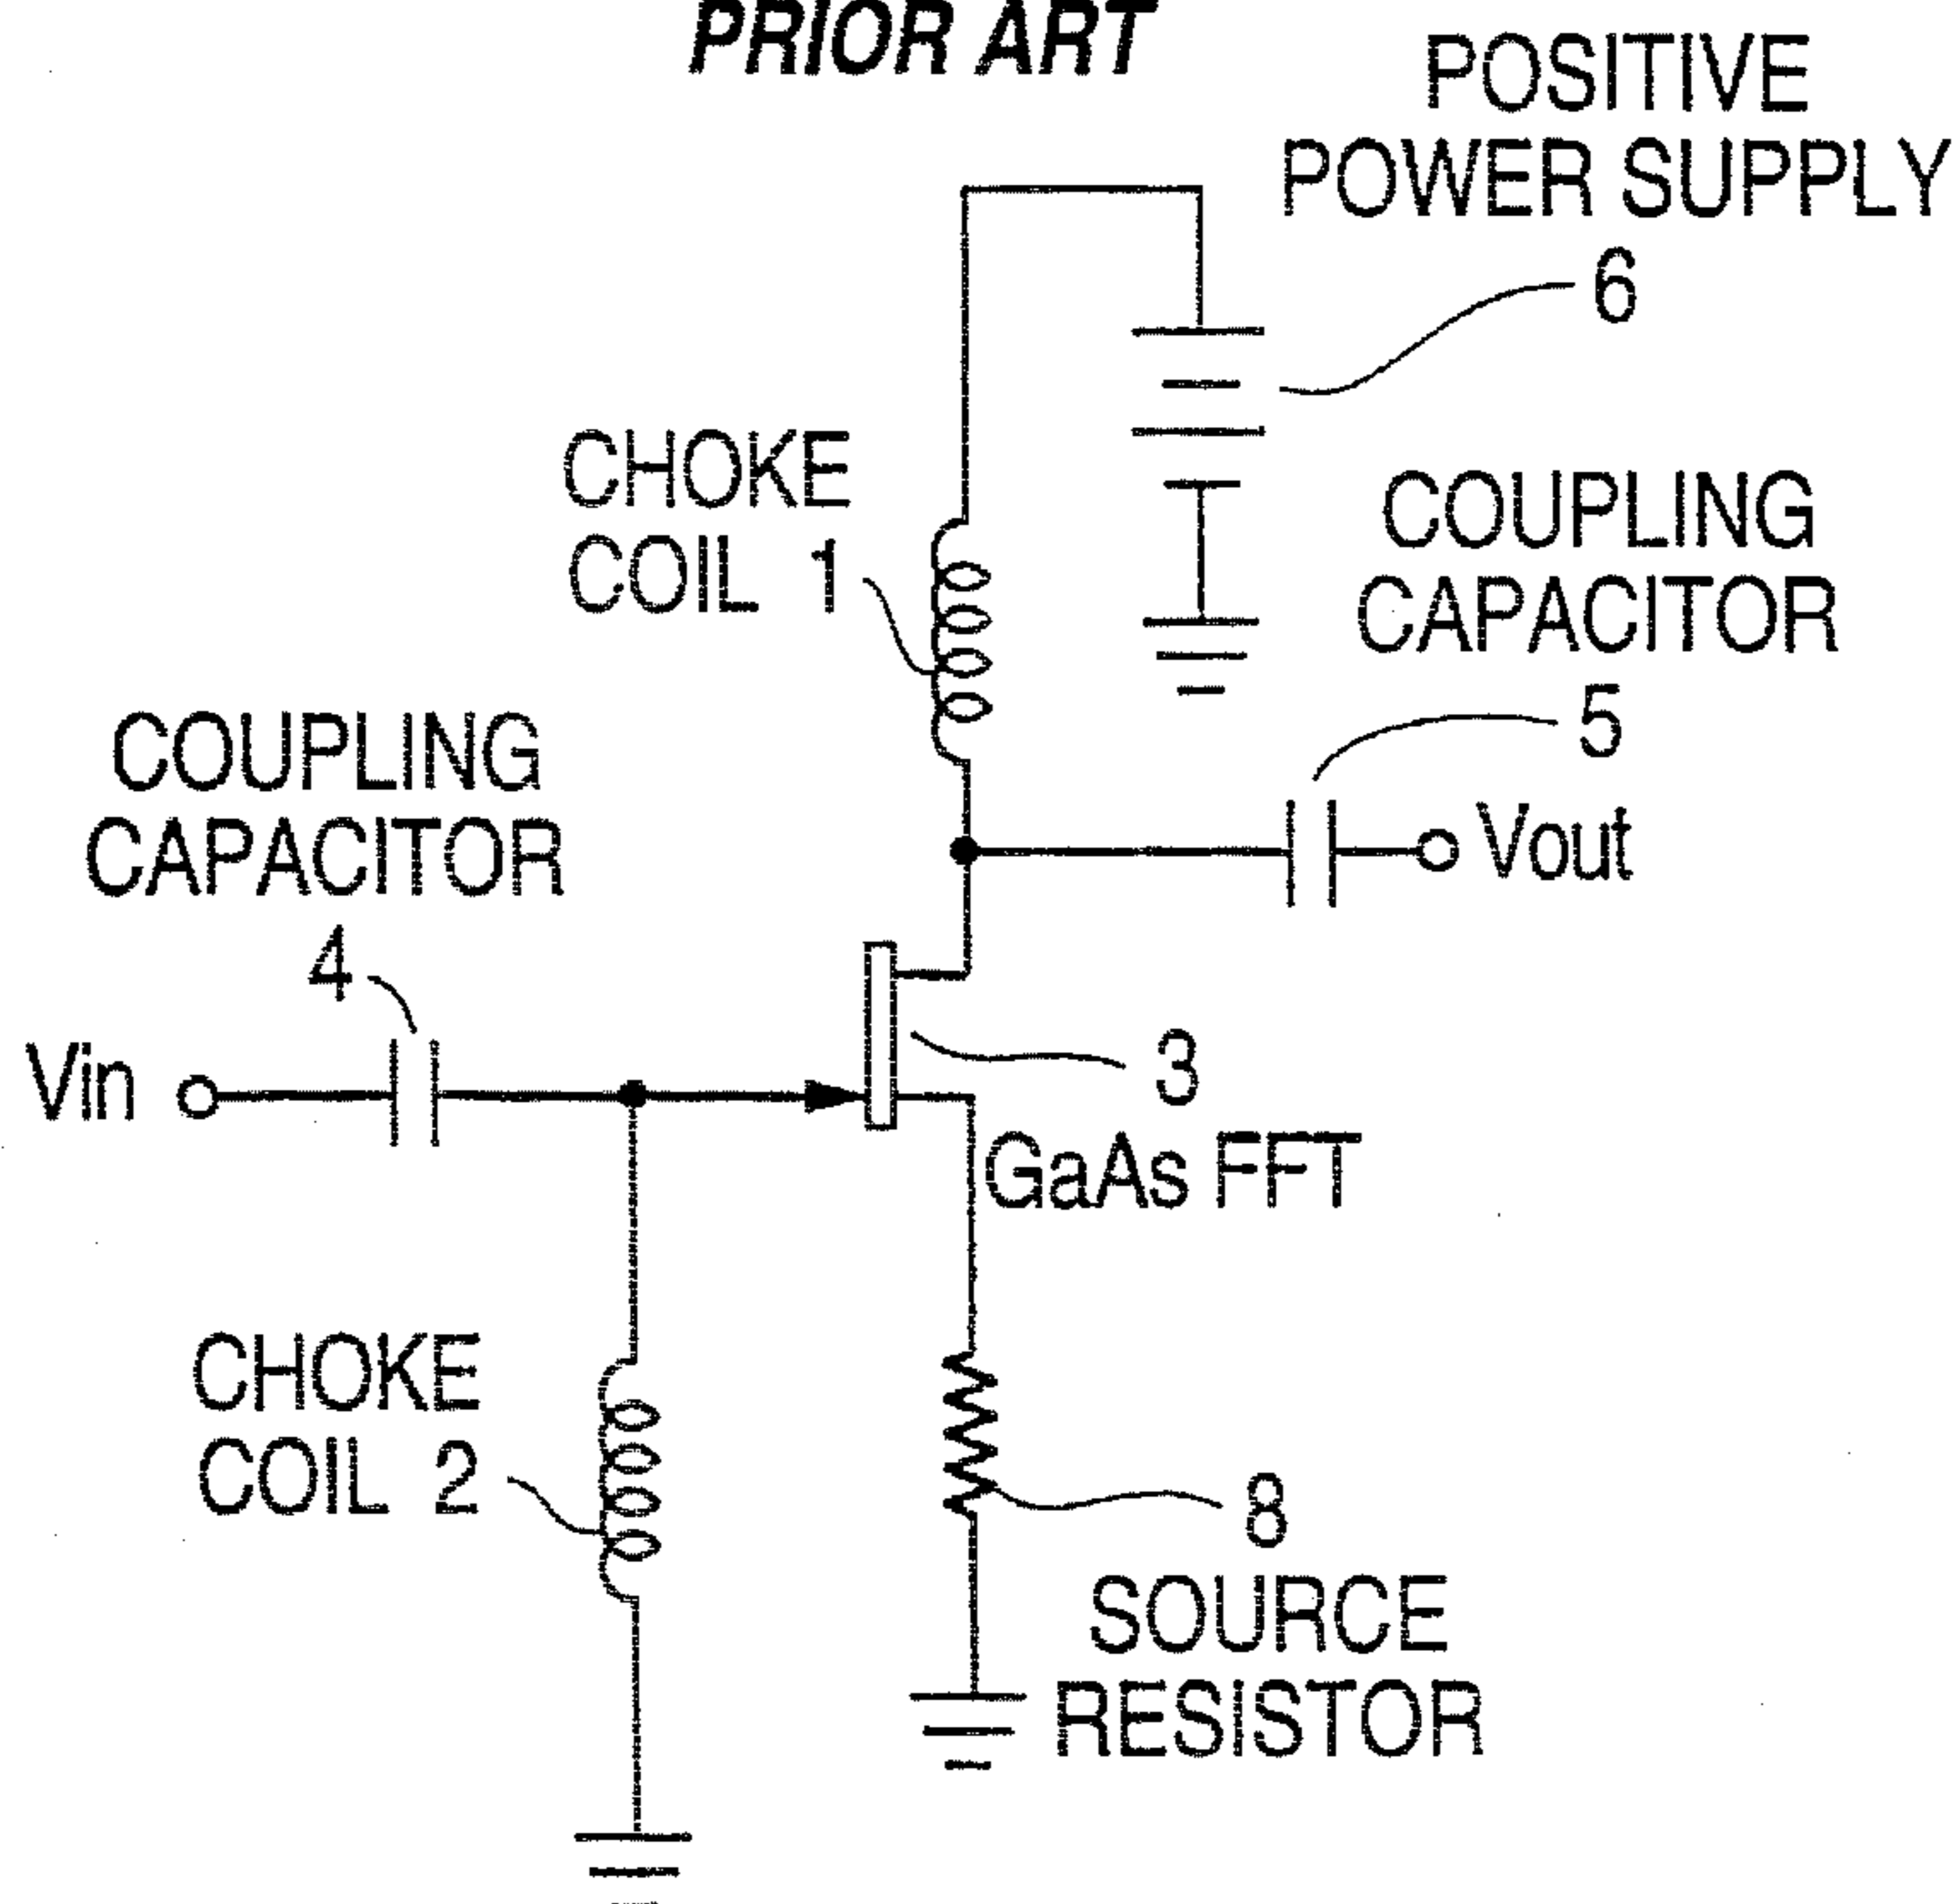 PRIOR ART
POSITIVE
POWER SUPPLY
6
CHOKE
COIL 1
COUPLING
CAPACITOR
5
COUPLING
CAPACITOR
4
Vout
Vin
3
GaAs FFT
CHOKE
COIL 2
8
SOURCE
RESISTOR